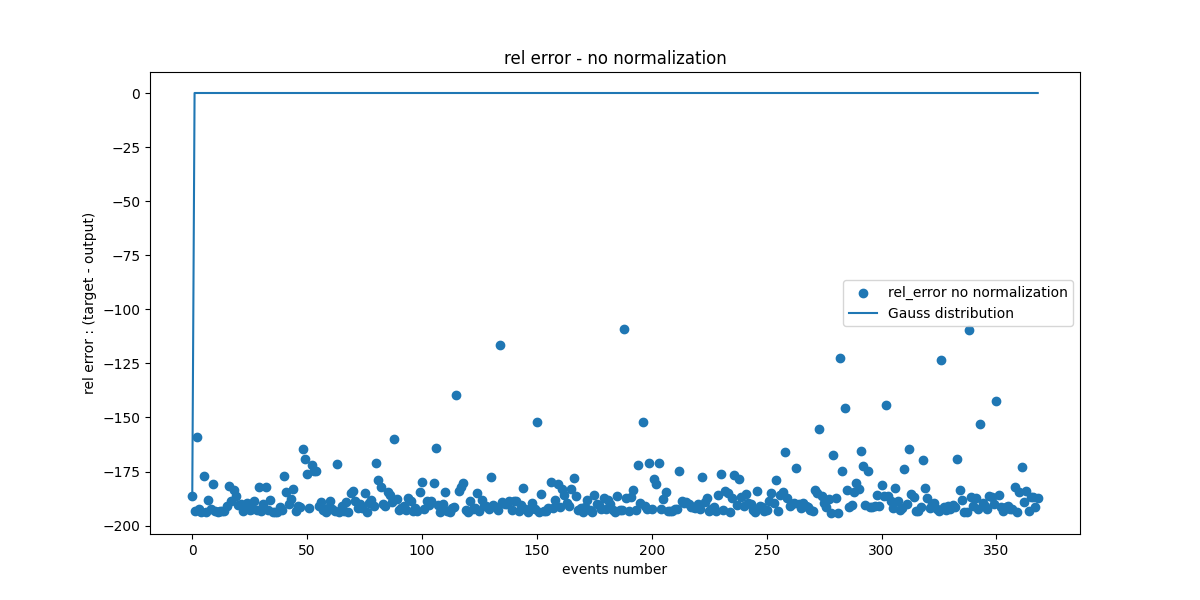 rel error - no normalization
rel error : (target - output)
0
−25
−50
−75
−100
−125
−150
−175
−200
rel_error no normalization
Gauss distribution
0 50 100 150 200 250 300 350
events number